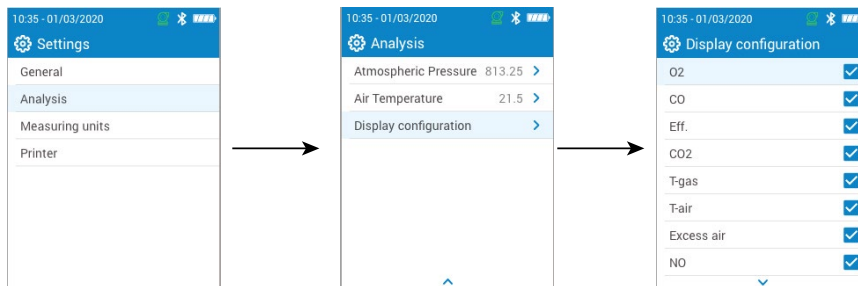 10:35 - 01/03/2020
Settings
General
Analysis
Measuring units
Printer
10:35 - 01/03/2020
Analysis
Atmospheric Pressure 813.25
Air Temperature 21.5
Display configuration
10:35 - 01/03/2020
Display configuration
O2
CO
Eff.
CO2
T-gas
T-air
Excess air
NO